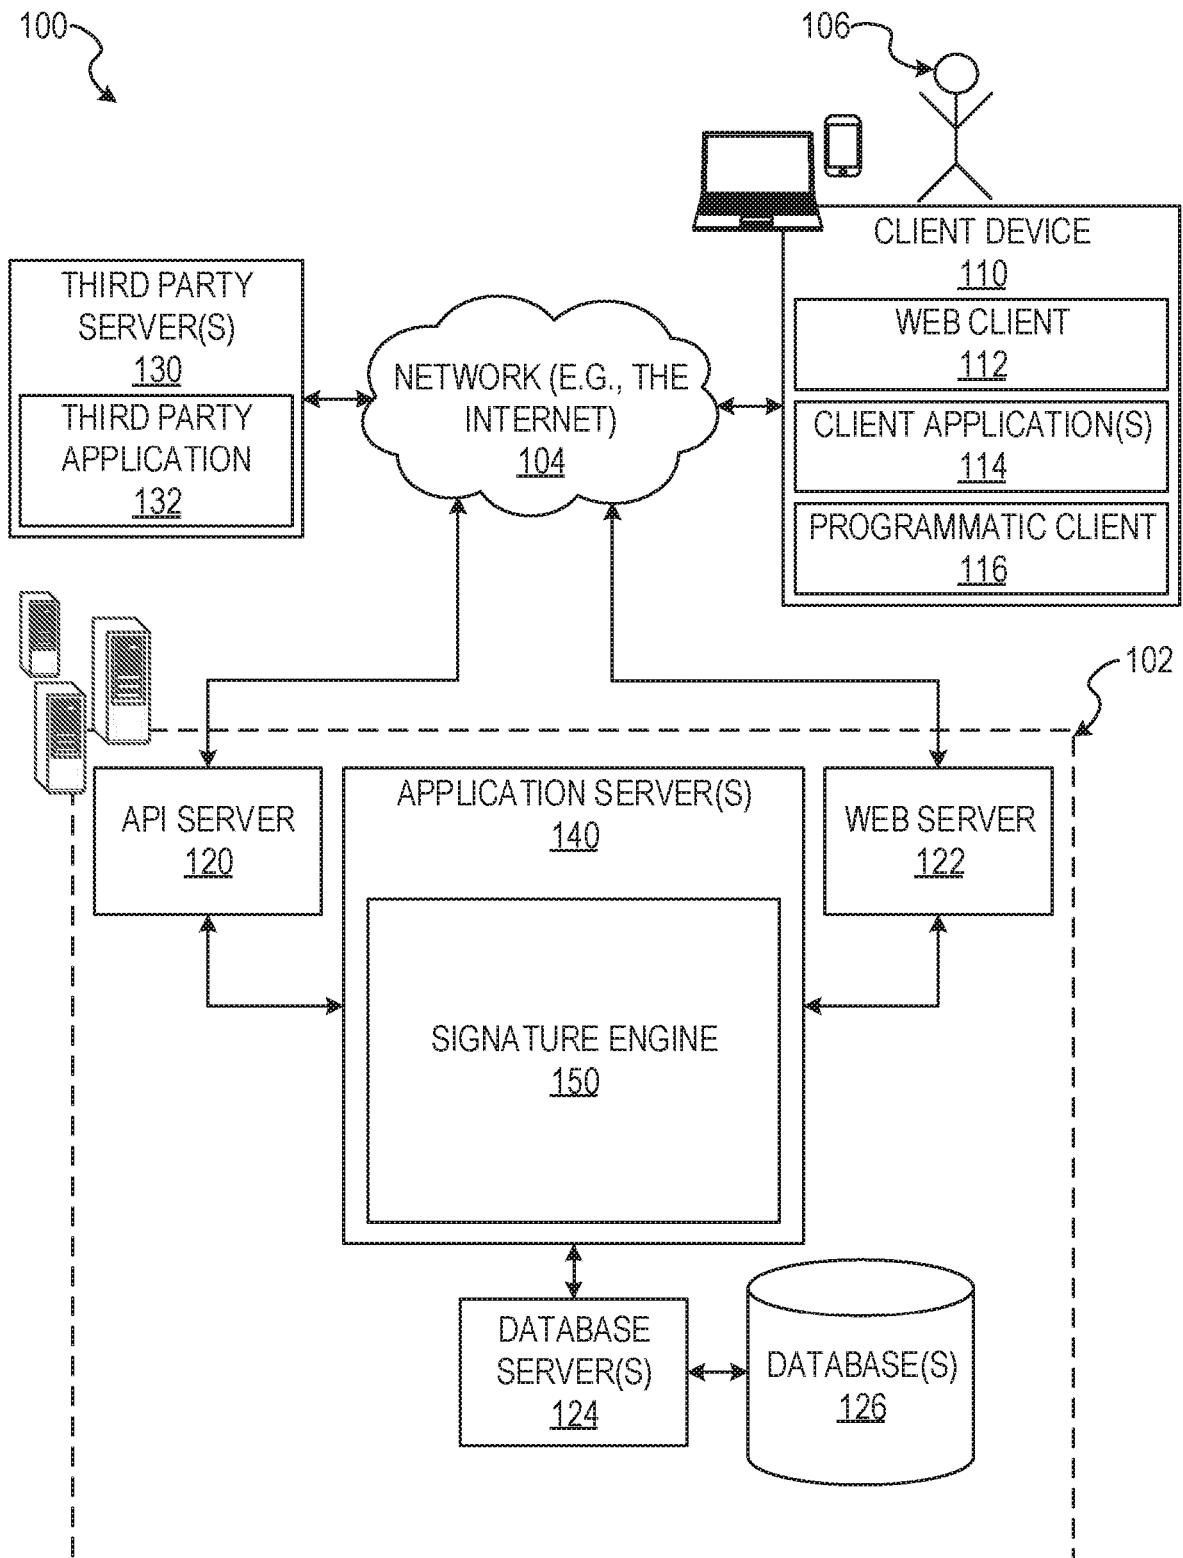 100
106
CLIENT DEVICE
110
WEB CLIENT
112
CLIENT APPLICATION(S)
114
PROGRAMMATIC CLIENT
116
THIRD PARTY
SERVER(S)
130
THIRD PARTY
APPLICATION
132
NETWORK (E.G., THE
INTERNET)
104
102
API SERVER
120
APPLICATION SERVER(S)
140
WEB SERVER
122
SIGNATURE ENGINE
150
DATABASE
SERVER(S)
124
DATABASE(S)
126